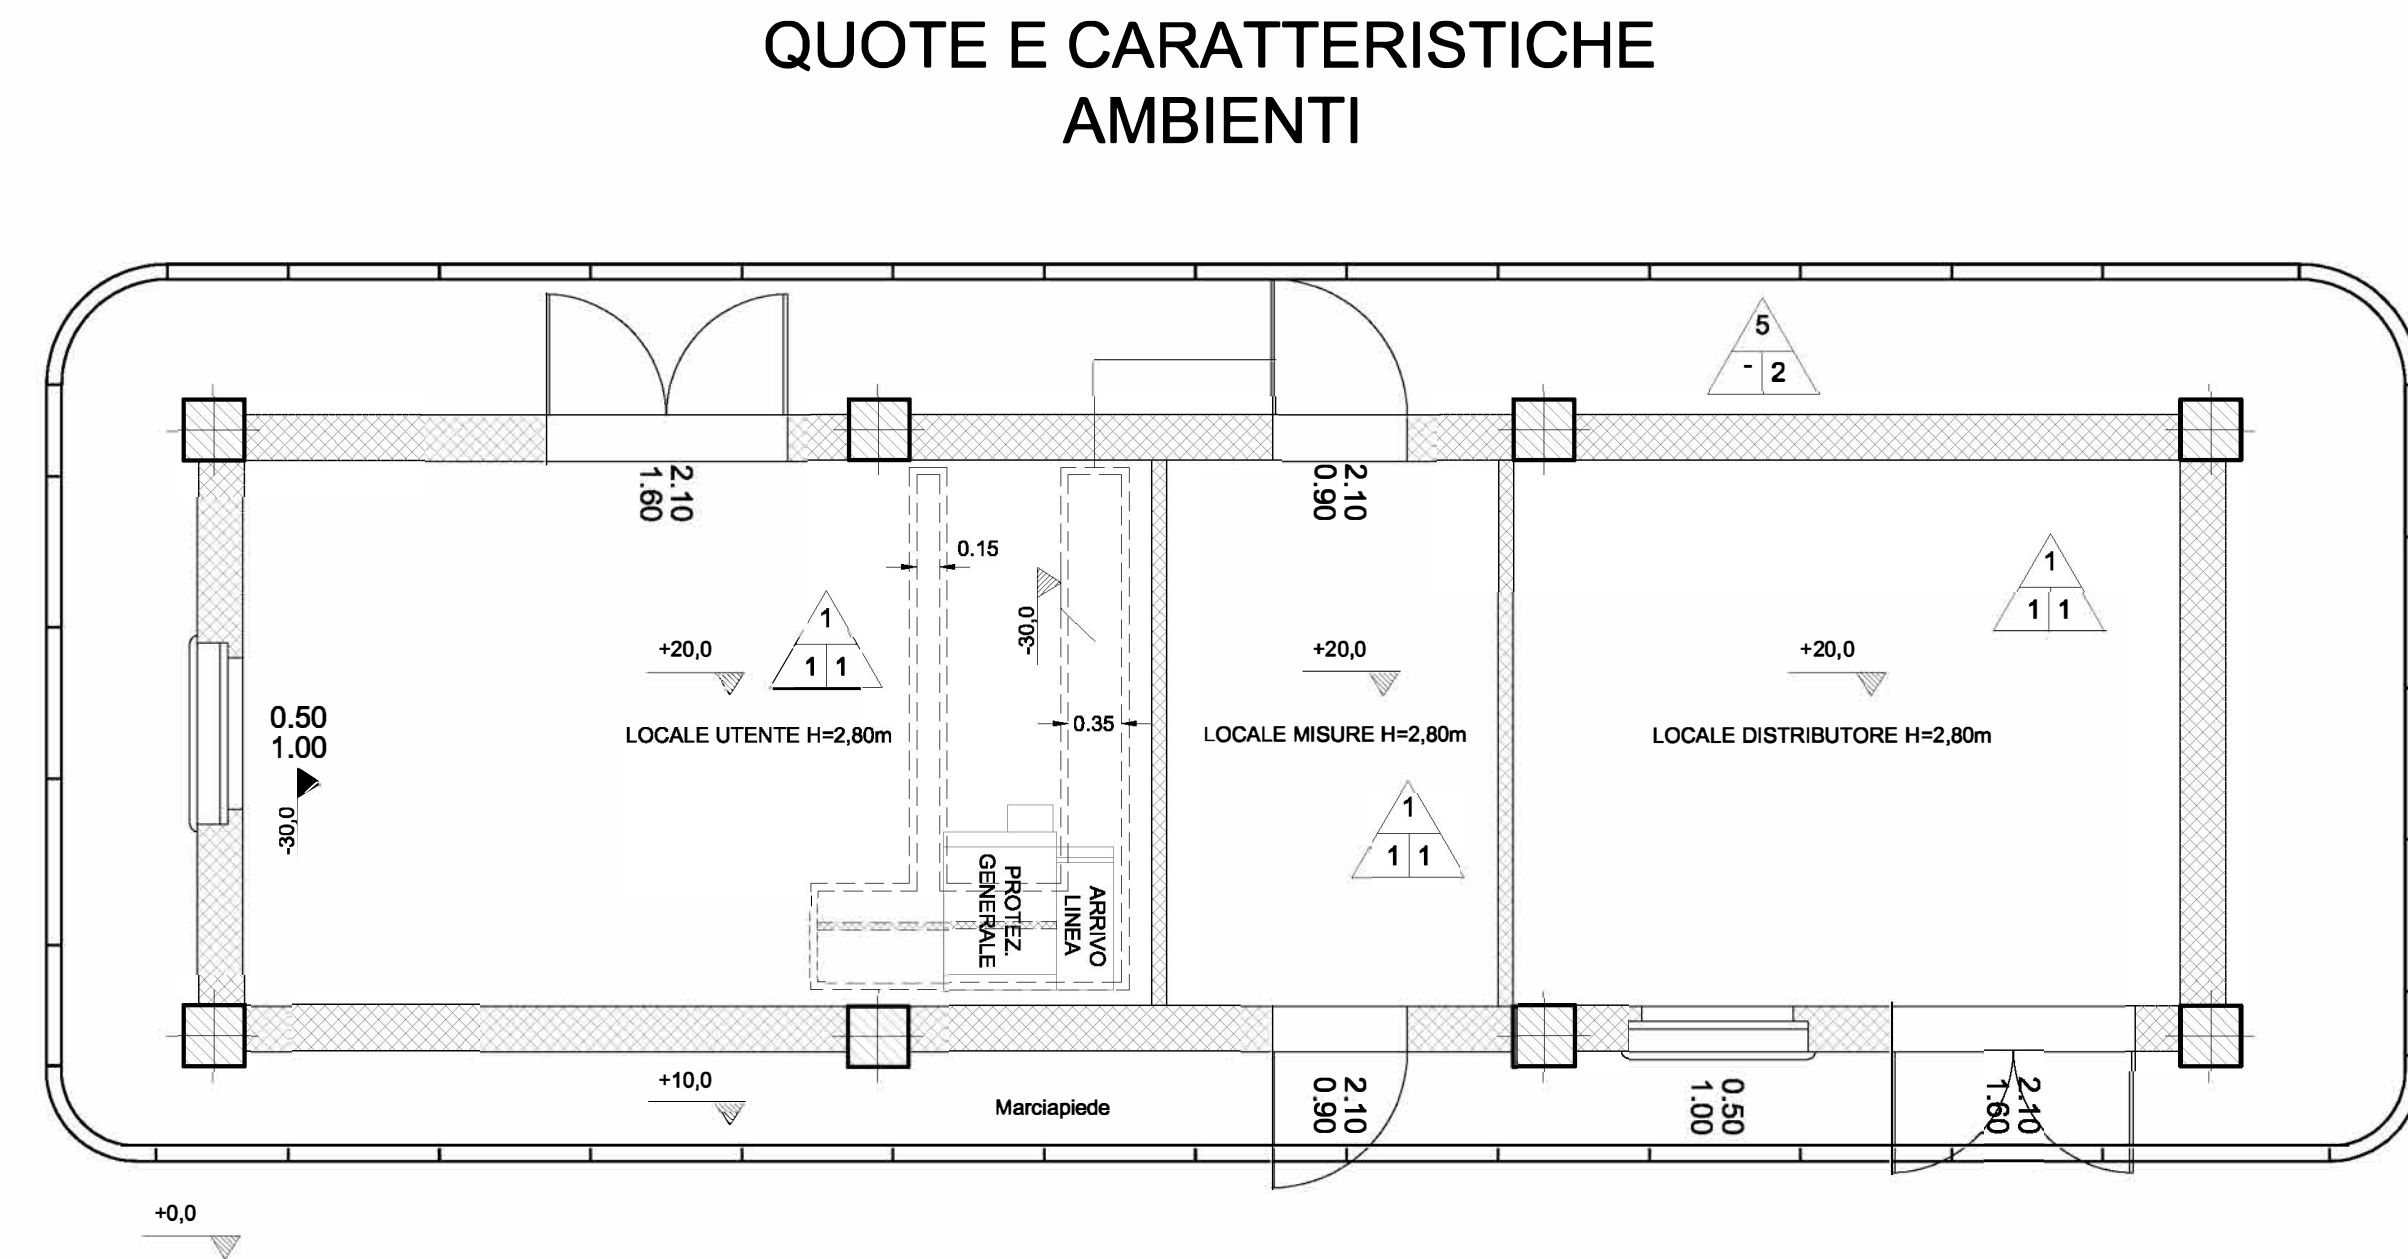 QUOTE E CARATTERISTICHE
AMBIENTI
5
- 2
2.10
1.60
2.10
0.90
0.15
-30,0
1
1 1
1
1 1
+20,0
+20,0
+20,0
0.50
1.00
LOCALE UTENTE H=2,80m
0.35
LOCALE MISURE H=2,80m
LOCALE DISTRIBUTORE H=2,80m
-30,0
1
1 1
PROTEZ.
GENERALE
ARRIVO
LINEA
+10,0
Marciapiede
2.10
0.90
0.50
1.00
2.10
1.60
+0,0